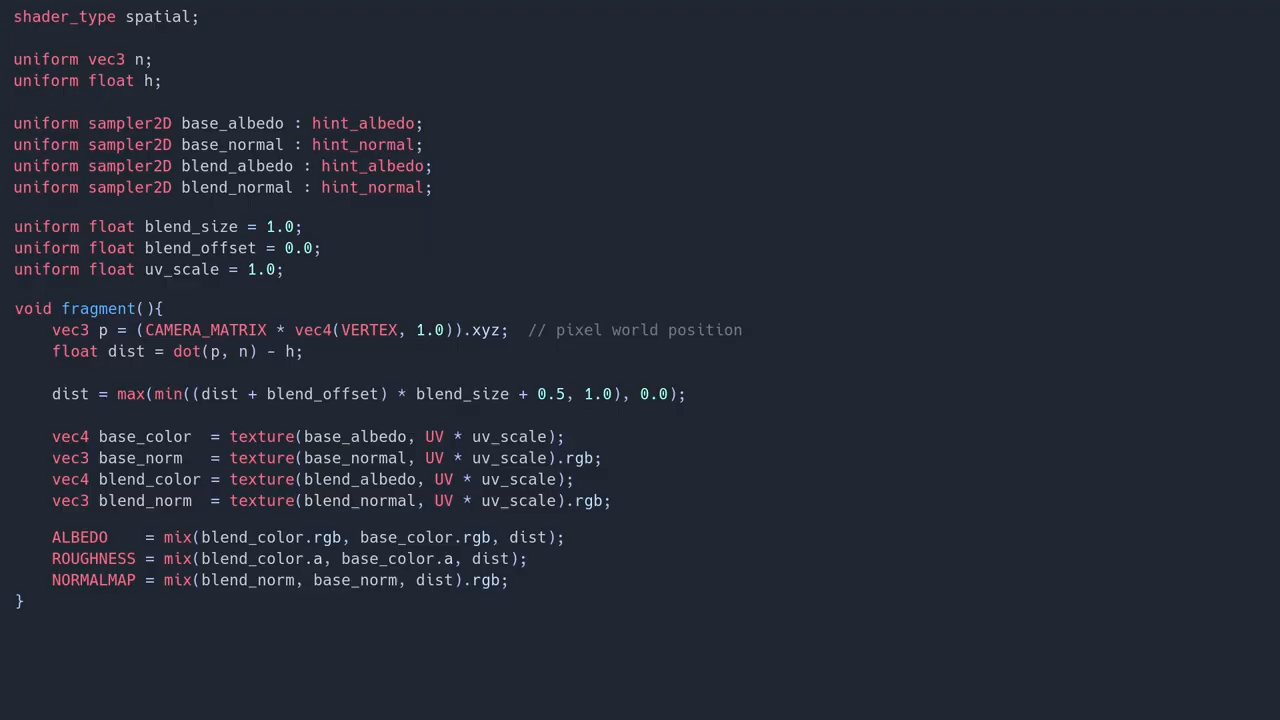 shader_type spatial;
uniform vec3 n;
uniform float h;
uniform sampler2D base_albedo : hint_albedo;
uniform sampler2D base_normal : hint_normal;
uniform sampler2D blend_albedo : hint_albedo;
uniform sampler2D blend_normal : hint_normal;
uniform float blend_size = 1.0;
uniform float blend_offset = 0.0;
uniform float uv_scale = 1.0;
void fragment(){
    vec3 p = (CAMERA_MATRIX * vec4(VERTEX, 1.0)).xyz;  // pixel world position
    float dist = dot(p, n) - h;
    dist = max(min((dist + blend_offset) * blend_size + 0.5, 1.0), 0.0);
    vec4 base_color  = texture(base_albedo, UV * uv_scale);
    vec3 base_norm   = texture(base_normal, UV * uv_scale).rgb;
    vec4 blend_color = texture(blend_albedo, UV * uv_scale);
    vec3 blend_norm  = texture(blend_normal, UV * uv_scale).rgb;
    ALBEDO    = mix(blend_color.rgb, base_color.rgb, dist);
    ROUGHNESS = mix(blend_color.a, base_color.a, dist);
    NORMALMAP = mix(blend_norm, base_norm, dist).rgb;
}